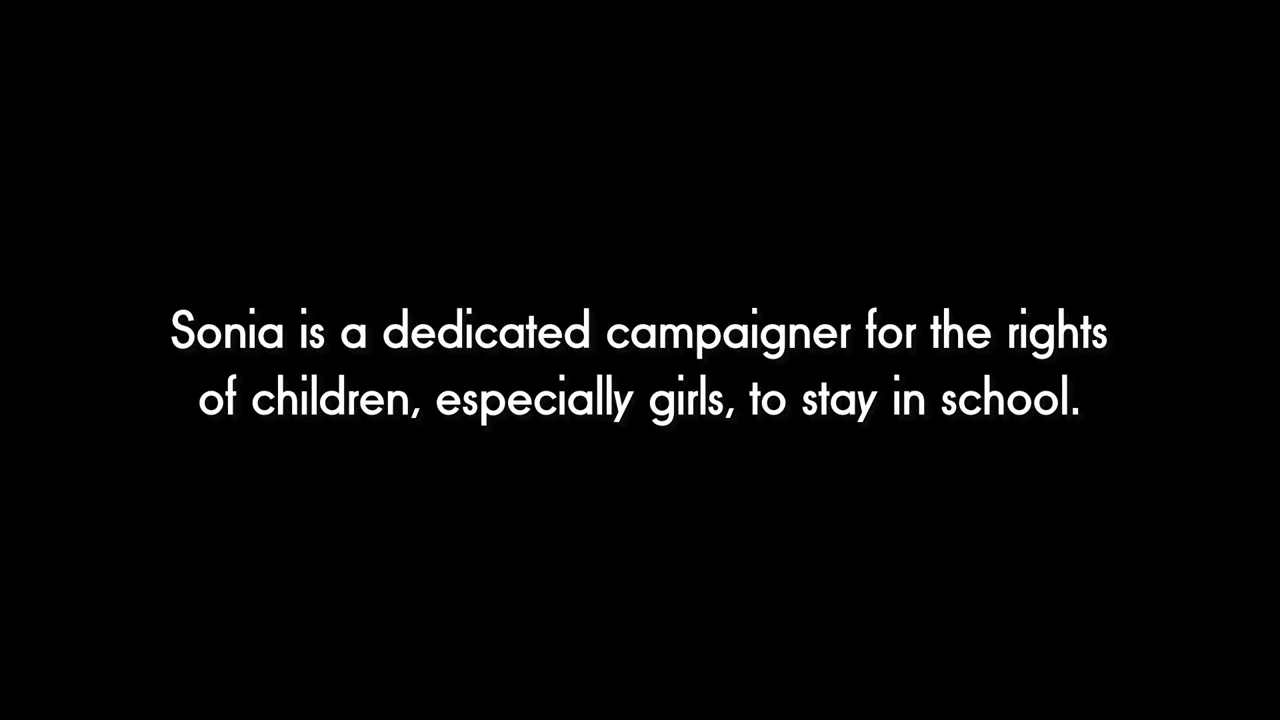 Sonia is a dedicated campaigner for the rights
of children, especially girls, to stay in school.